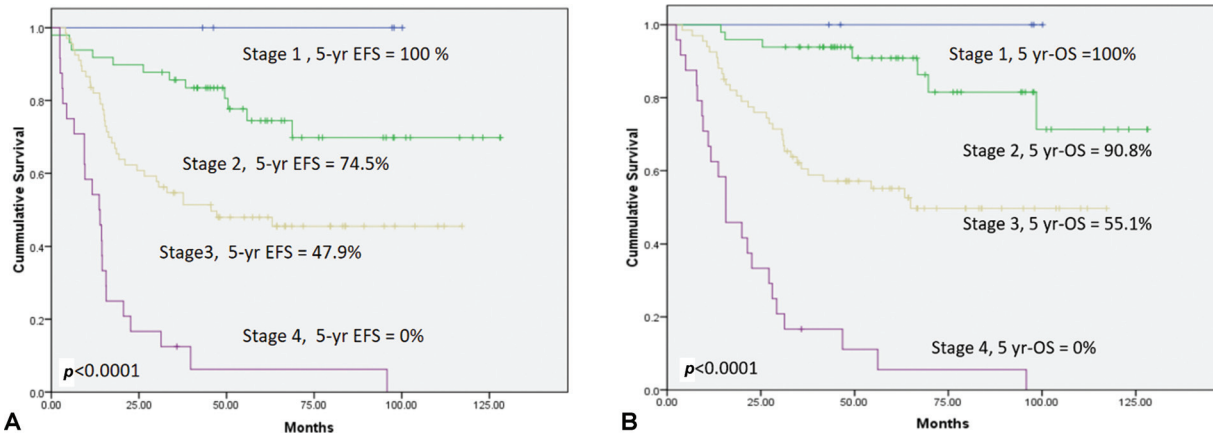 1.0
0.8
0.6
0.4
0.2
0.0
Cummulative Survival
Stage 1 , 5-yr EFS = 100 %
Stage 2, 5-yr EFS = 74.5%
Stage3, 5-yr EFS = 47.9%
Stage 4, 5-yr EFS = 0%
p<0.0001
0.00 25.00 50.00 75.00 100.00 125.00
Months
A
1.0
0.8
0.6
0.4
0.2
0.0
Cummulative Survival
Stage 1, 5 yr-OS =100%
Stage 2, 5 yr-OS = 90.8%
Stage 3, 5 yr-OS = 55.1%
Stage 4, 5 yr-OS = 0%
p<0.0001
.00 25.00 50.00 75.00 100.00 125.00
Months
B